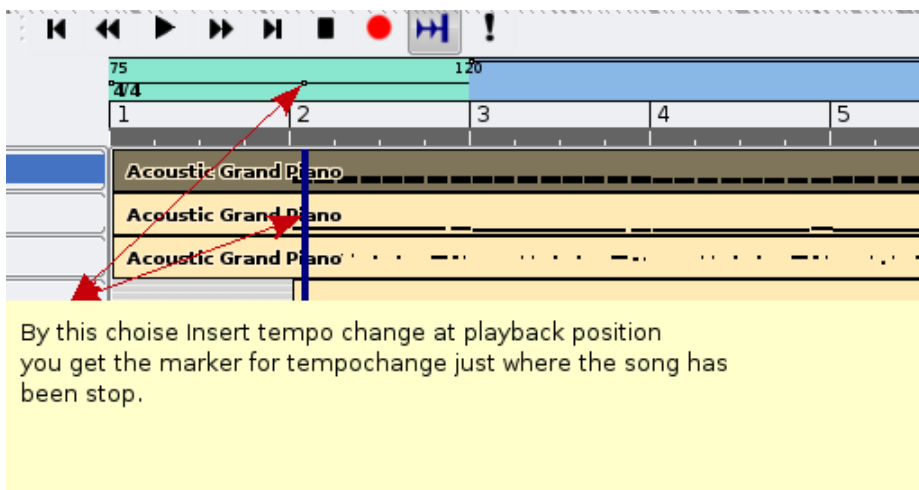 75 120
4/4
1 2 3 4 5
Acoustic Grand Piano
Acoustic Grand Piano
Acoustic Grand Piano
By this choise Insert tempo change at playback position
you get the marker for tempochange just where the song has
been stop.